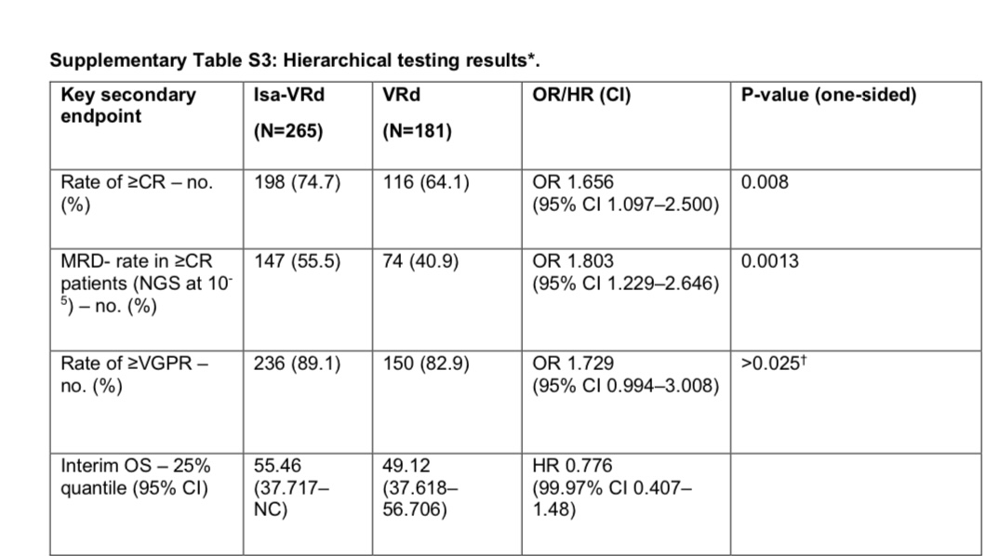 Supplementary Table S3: Hierarchical testing results*.
Key secondary endpoint	Isa-VRd (N=265)	VRd (N=181)	OR/HR (CI)	P-value (one-sided)
Rate of ≥CR – no. (%)	198 (74.7)	116 (64.1)	OR 1.656 (95% CI 1.097–2.500)	0.008
MRD- rate in ≥CR patients (NGS at 10⁻⁵) – no. (%)	147 (55.5)	74 (40.9)	OR 1.803 (95% CI 1.229–2.646)	0.0013
Rate of ≥VGPR – no. (%)	236 (89.1)	150 (82.9)	OR 1.729 (95% CI 0.994–3.008)	>0.025†
Interim OS – 25% quantile (95% CI)	55.46 (37.717–NC)	49.12 (37.618–56.706)	HR 0.776 (99.97% CI 0.407–1.48)